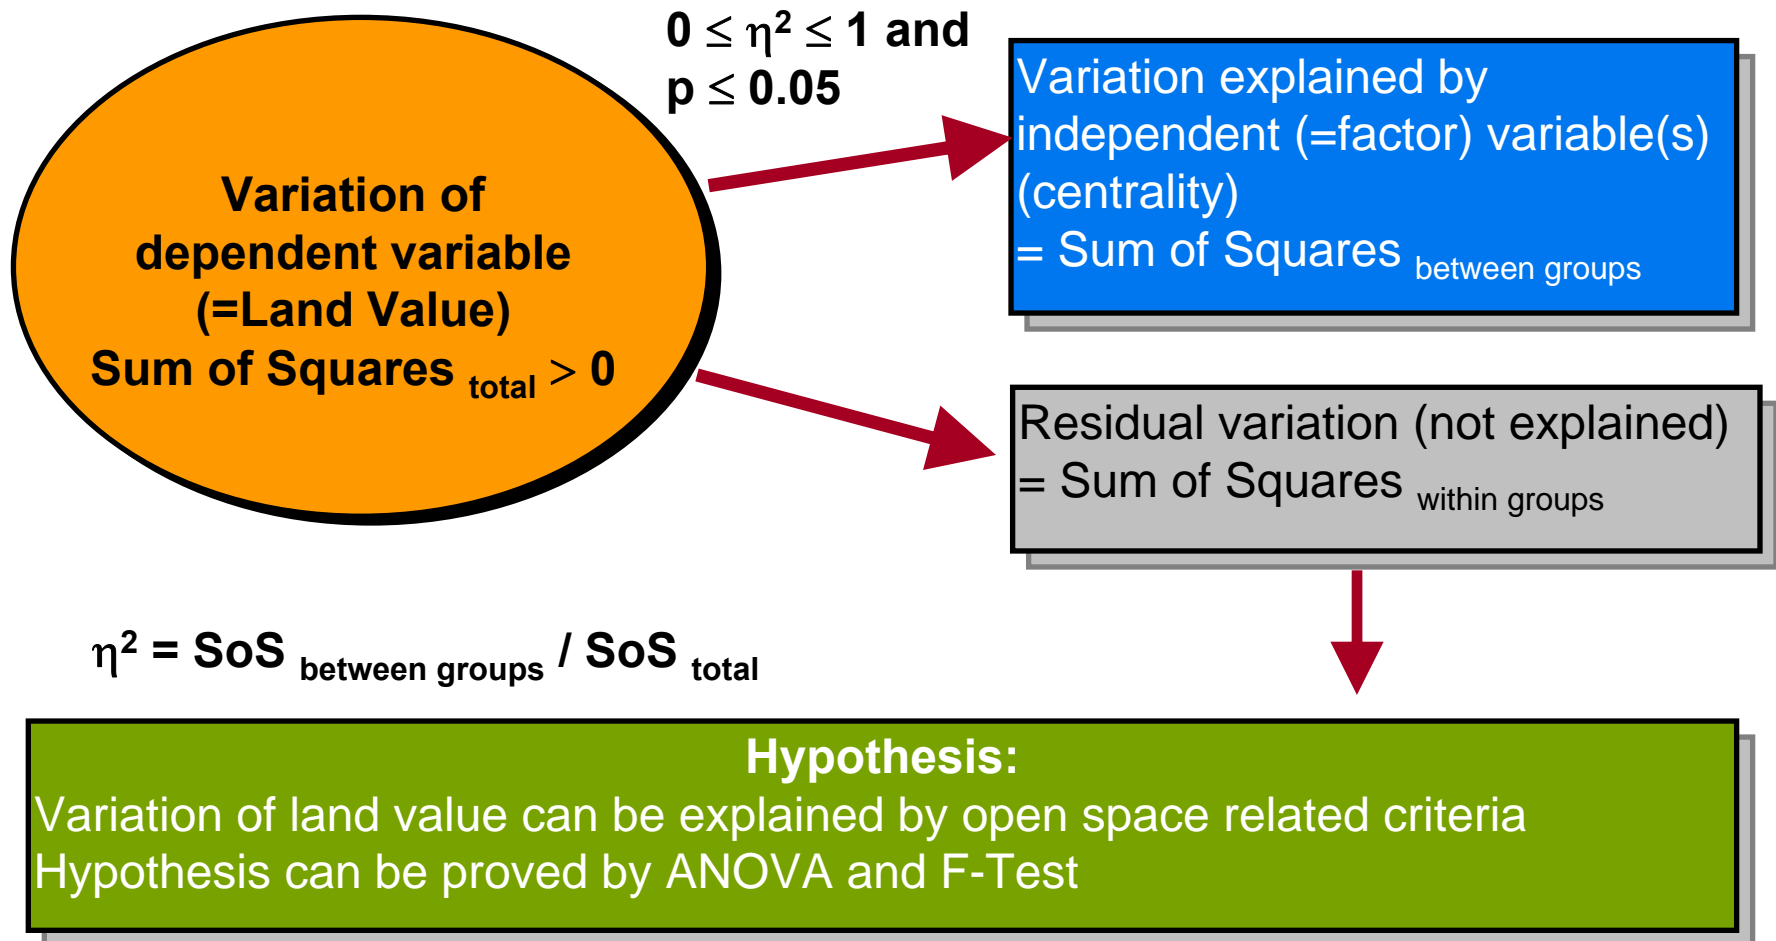 0 ≤ η² ≤ 1 and
p ≤ 0.05
Variation of
dependent variable
(=Land Value)
Sum of Squares total > 0
Variation explained by
independent (=factor) variable(s)
(centrality)
= Sum of Squares between groups
Residual variation (not explained)
= Sum of Squares within groups
η² = SoS between groups / SoS total
Hypothesis:
Variation of land value can be explained by open space related criteria
Hypothesis can be proved by ANOVA and F-Test